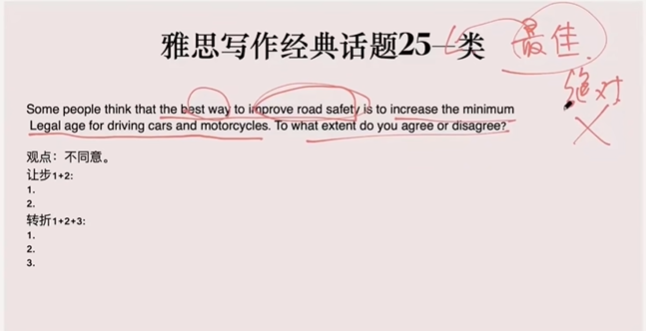 雅思写作经典话题25—类 最佳
绝对
Some people think that the best way to improve road safety is to increase the minimum
Legal age for driving cars and motorcycles. To what extent do you agree or disagree?
观点：不同意。
让步1+2:
1.
2.
转折1+2+3:
1.
2.
3.